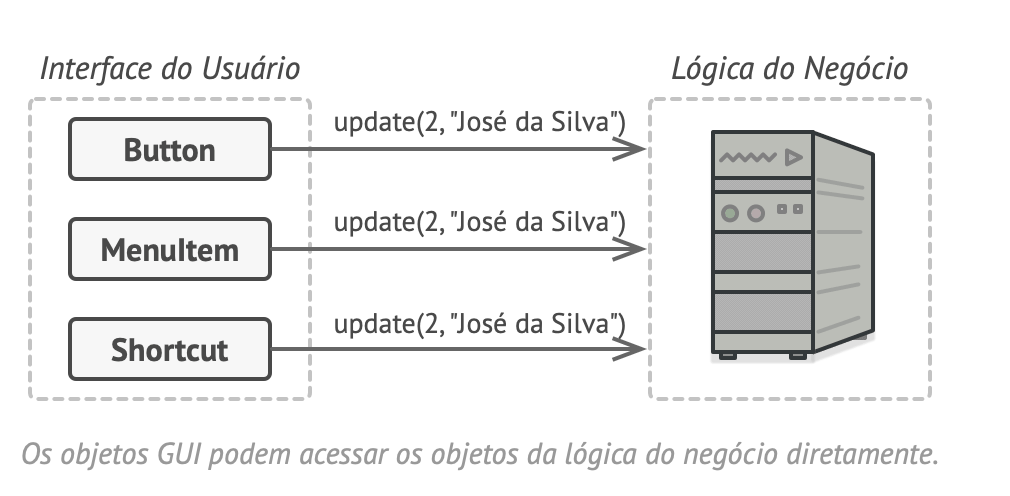 Interface do Usuário
Lógica do Negócio
Button
update(2, "José da Silva")
MenuItem
update(2, "José da Silva")
Shortcut
update(2, "José da Silva")
Os objetos GUI podem acessar os objetos da lógica do negócio diretamente.